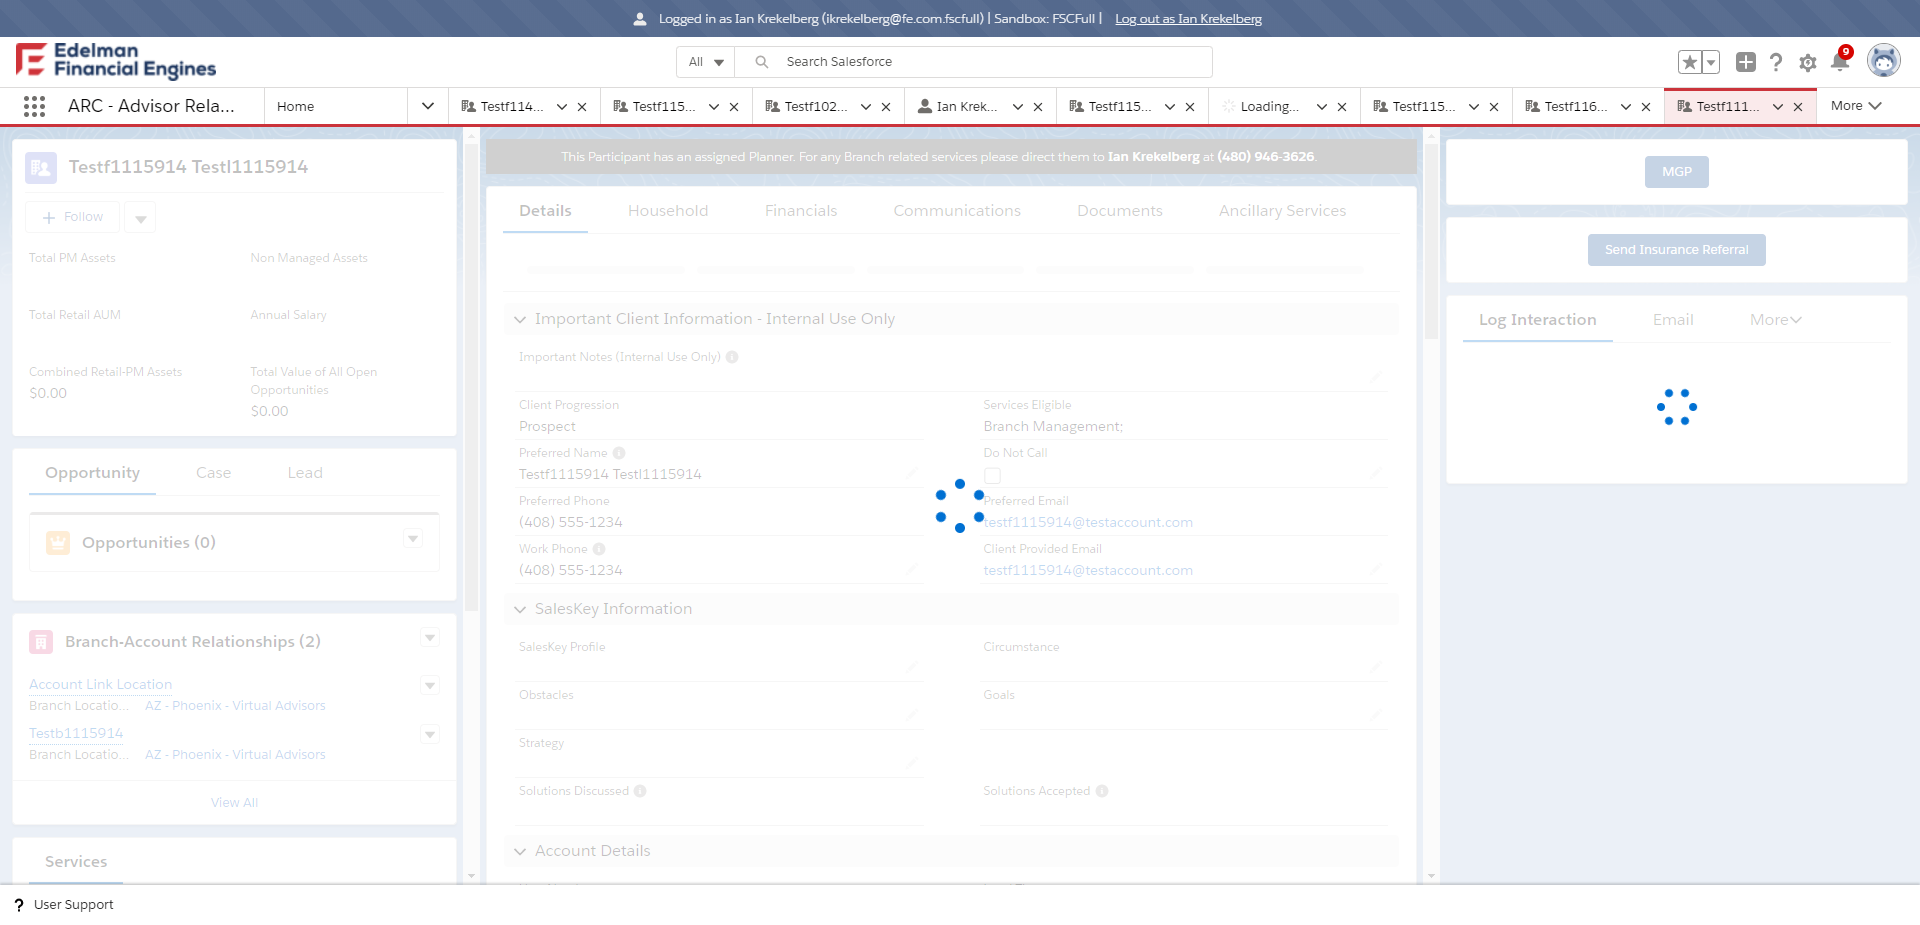 Logged in as Ian Krekelberg (ikrekelberg@fe.com.fscfull) | Sandbox: FSCFull | Log out as Ian Krekelberg
Edelman
Financial Engines
All
Search Salesforce
9
ARC - Advisor Rela...
Home
Testf114...
Testf115...
Testf102...
Ian Krek...
Testf115...
Loading...
Testf115...
Testf116...
Testf111...
More
Testf1115914 Testl1115914
Follow
Total PM Assets
Non Managed Assets
Total Retail AUM
Annual Salary
Combined Retail-PM Assets
$0.00
Total Value of All Open
Opportunities
$0.00
Opportunity
Case
Lead
Opportunities (0)
Branch-Account Relationships (2)
Account Link Location
Branch Locatio... AZ - Phoenix - Virtual Advisors
Testb1115914
Branch Locatio... AZ - Phoenix - Virtual Advisors
View All
Services
This Participant has an assigned Planner. For any Branch related services please direct them to Ian Krekelberg at (480) 946-3626.
Details
Household
Financials
Communications
Documents
Ancillary Services
Important Client Information - Internal Use Only
Important Notes (Internal Use Only)
Client Progression
Prospect
Services Eligible
Branch Management;
Preferred Name
Testf1115914 Testl1115914
Do Not Call
Preferred Phone
(408) 555-1234
Preferred Email
testf1115914@testaccount.com
Work Phone
(408) 555-1234
Client Provided Email
testf1115914@testaccount.com
SalesKey Information
SalesKey Profile
Circumstance
Obstacles
Goals
Strategy
Solutions Discussed
Solutions Accepted
Account Details
MGP
Send Insurance Referral
Log Interaction
Email
More
? User Support